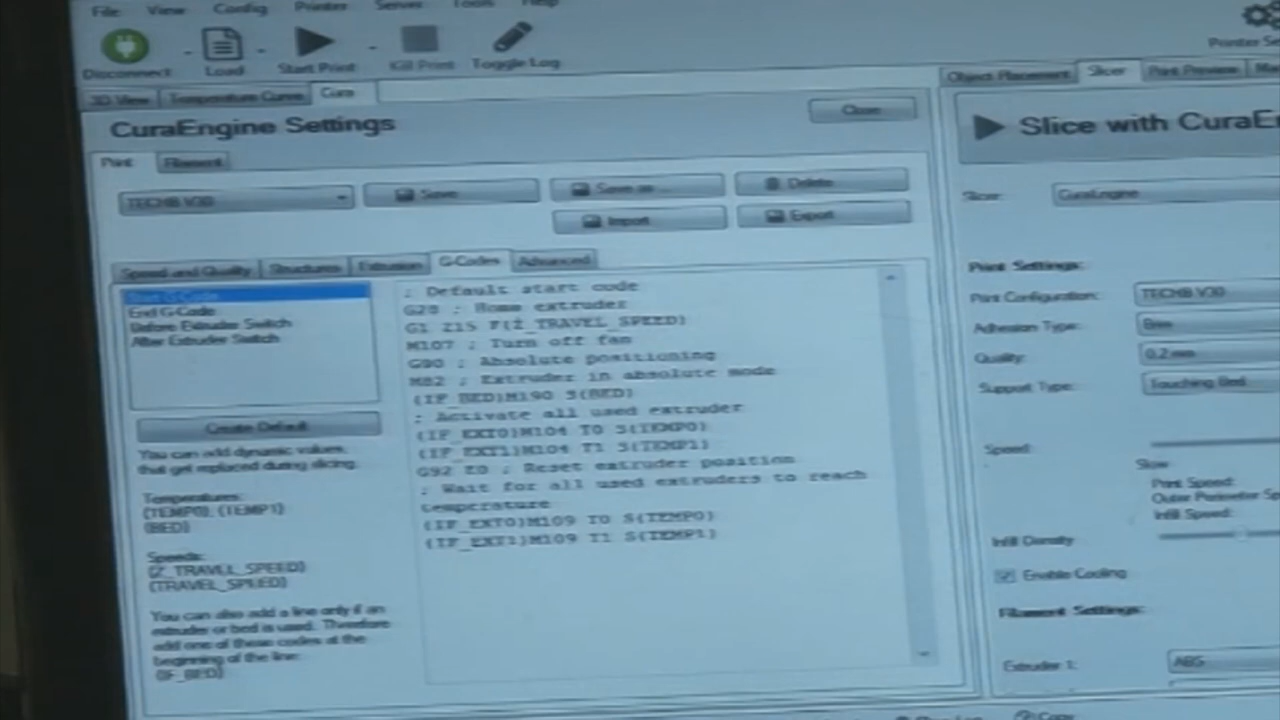 File View Config Printer Server Tools Help
Disconnect Load Start Print Kill Print Toggle Log
3D View Temperature Curve Cura
CuraEngine Settings
Close
Print Filament
TECHB V30
Save
Save as ...
Delete
Import
Export
Speed and Quality Structures Extrusion G-Codes Advanced
Start G-Code
End G-Code
Before Extruder Switch
After Extruder Switch
Create Default
You can add dynamic values,
that get replaced during slicing.
Temperatures:
{TEMP0}, {TEMP1}
{BED}
Speeds:
{Z_TRAVEL_SPEED}
{TRAVEL_SPEED}
You can also add a line only if an
extruder or bed is used. Therefore
add one of these codes at the
beginning of the line:
{IF_BED}
; Default start code
G28 ; Home extruder
G1 Z15 F{Z_TRAVEL_SPEED}
M107 ; Turn off fan
G90 ; Absolute positioning
M82 ; Extruder in absolute mode
{IF_BED}M190 S{BED}
; Activate all used extruder
{IF_EXT0}M104 T0 S{TEMP0}
{IF_EXT1}M104 T1 S{TEMP1}
G92 E0 ; Reset extruder position
; Wait for all used extruders to reach
temperature
{IF_EXT0}M109 T0 S{TEMP0}
{IF_EXT1}M109 T1 S{TEMP1}
Printer Se
Object Placement Slicer Print Preview
Slice with CuraE
Slicer: CuraEngine
Print Settings:
Print Configuration: TECHB V30
Adhesion Type: Brim
Quality: 0.2 mm
Support Type: Touching Bed
Speed:
Slow
Print Speed:
Outer Perimeter Sp
Infill Speed:
Infill Density
Enable Cooling
Filament Settings:
Extruder 1: ABS
Copy